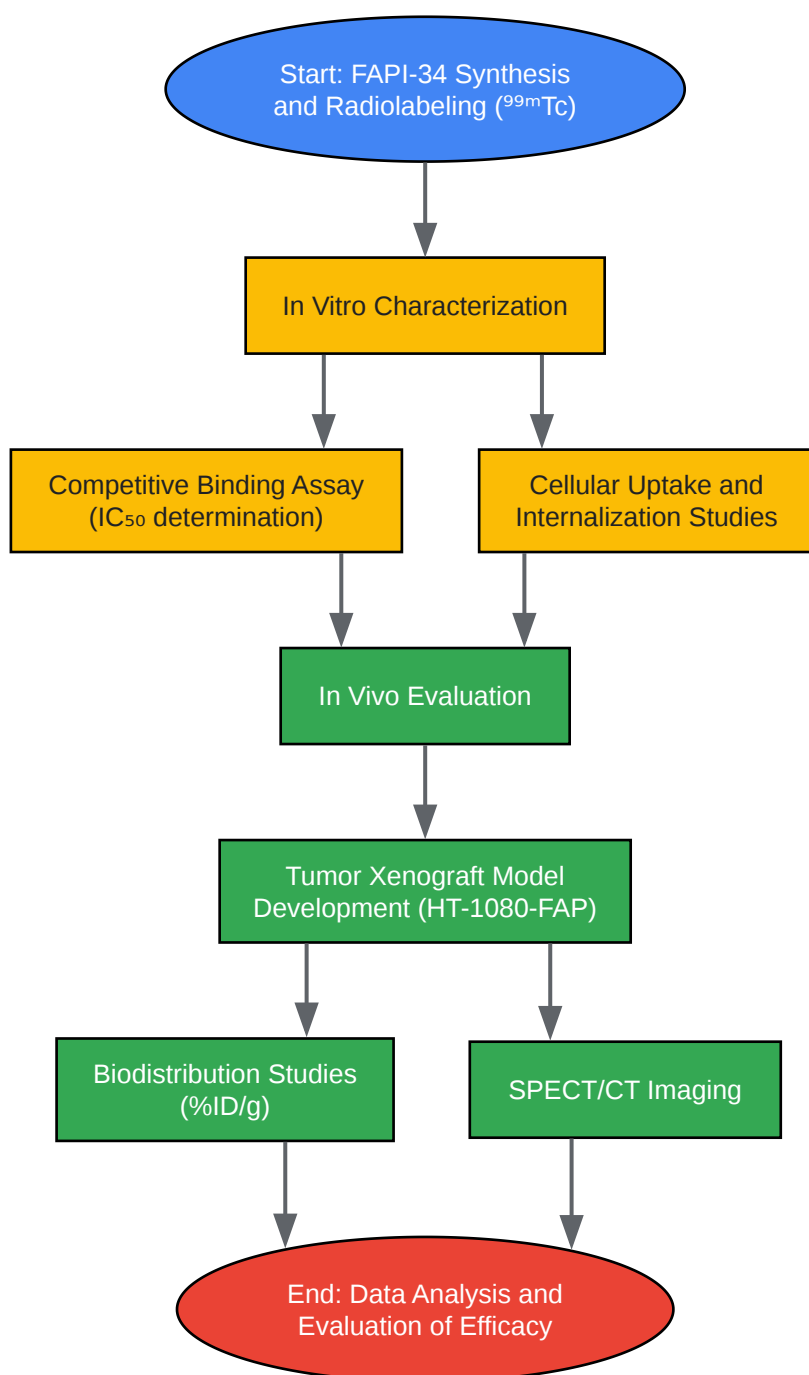 Start: FAPI-34 Synthesis
and Radiolabeling (⁹⁹ᵐTc)
In Vitro Characterization
Competitive Binding Assay
(IC₅₀ determination)
Cellular Uptake and
Internalization Studies
In Vivo Evaluation
Tumor Xenograft Model
Development (HT-1080-FAP)
Biodistribution Studies
(%ID/g)
SPECT/CT Imaging
End: Data Analysis and
Evaluation of Efficacy